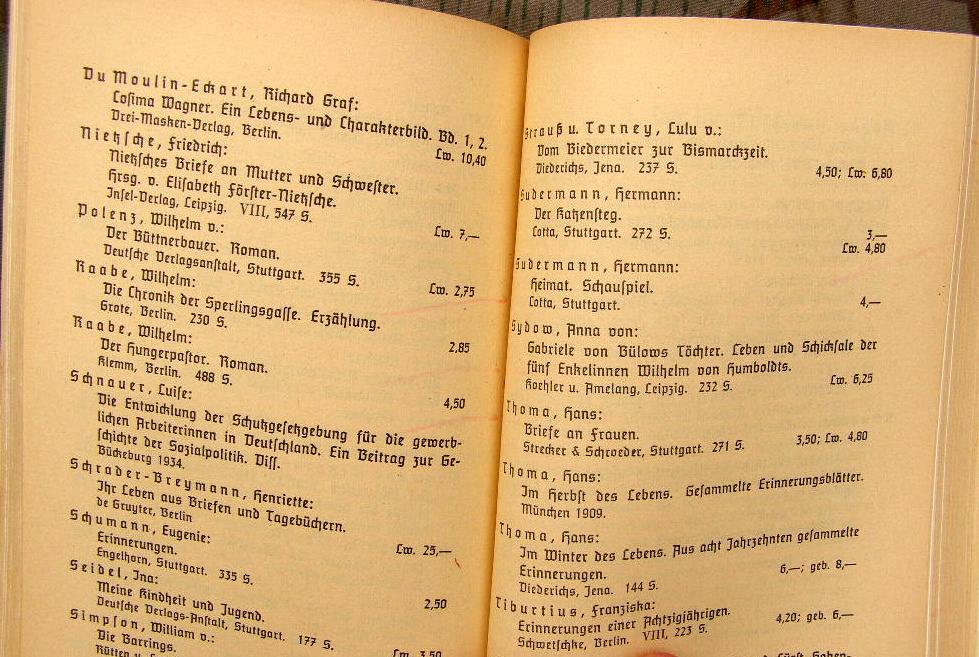 Du Moulin-Eckart, Richard Graf:
Cosima Wagner. Ein Lebens- und Charakterbild. Bd. 1, 2.
Drei-Masken-Verlag, Berlin.
Lw. 10,40
Nietzsche, Friedrich:
Nietzsches Briefe an Mutter und Schwester.
Hrsg. v. Elisabeth Förster-Nietzsche.
Insel-Verlag, Leipzig. VIII, 547 S.
Lw. 7,—
Polenz, Wilhelm v.:
Der Büttnerbauer. Roman.
Deutsche Verlagsanstalt, Stuttgart. 355 S.
Lw. 2,75
Raabe, Wilhelm:
Die Chronik der Sperlingsgasse. Erzählung.
Grote, Berlin. 230 S.
2,85
Raabe, Wilhelm:
Der Hungerpastor. Roman.
Klemm, Berlin. 488 S.
4,50
Schnauer, Luise:
Die Entwicklung der Schutzgesetzgebung für die gewerb-
lichen Arbeiterinnen in Deutschland. Ein Beitrag zur Ge-
schichte der Sozialpolitik. Diss.
Bückeburg 1934.
Schrader-Breymann, Henriette:
Ihr Leben aus Briefen und Tagebüchern.
de Gruyter, Berlin
Lw. 25,—
Schumann, Eugenie:
Erinnerungen.
Engelhorn, Stuttgart. 335 S.
2,50
Seidel, Ina:
Meine Kindheit und Jugend.
Deutsche Verlags-Anstalt, Stuttgart. 177 S.
Lw. 3,50
Simpson, William v.:
Die Barrings.
Rütten u.
Strauß u. Torney, Lulu v.:
Vom Biedermeier zur Bismarckzeit.
Diederichs, Jena. 237 S.
4,50; Lw. 6,80
Sudermann, Hermann:
Der Katzensteg.
Cotta, Stuttgart. 272 S.
3,—
Lw. 4,80
Sudermann, Hermann:
Heimat. Schauspiel.
Cotta, Stuttgart.
4,—
Sydow, Anna von:
Gabriele von Bülows Töchter. Leben und Schicksale der
fünf Enkelinnen Wilhelm von Humboldts.
Koehler u. Amelang, Leipzig. 232 S.
Lw. 6,25
Thoma, Hans:
Briefe an Frauen.
Strecker & Schroeder, Stuttgart. 271 S.
3,50; Lw. 4,80
Thoma, Hans:
Im Herbst des Lebens. Gesammelte Erinnerungsblätter.
München 1909.
Thoma, Hans:
Im Winter des Lebens. Aus acht Jahrzehnten gesammelte
Erinnerungen.
Diederichs, Jena. 144 S.
6,—; geb. 8,—
Tiburtius, Franziska:
Erinnerungen einer Achtzigjährigen.
Schwetschke, Berlin. VIII, 223 S.
4,20; geb. 6,—